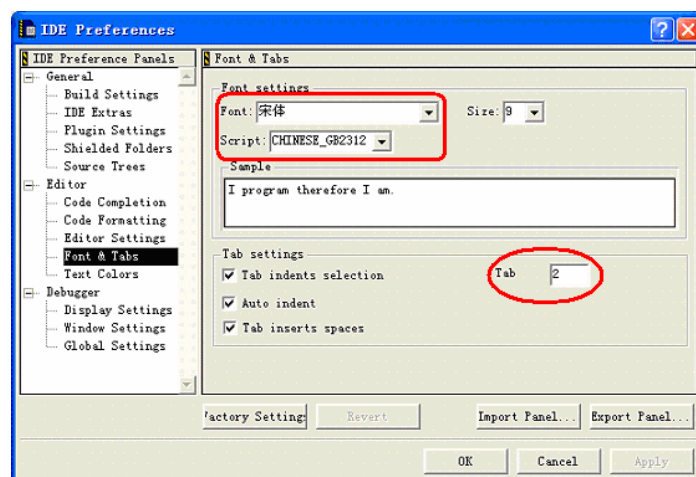 IDE Preferences
IDE Preference Panels
General
Build Settings
IDE Extras
Plugin Settings
Shielded Folders
Source Trees
Editor
Code Completion
Code Formatting
Editor Settings
Font & Tabs
Text Colors
Debugger
Display Settings
Window Settings
Global Settings
Font & Tabs
Font settings
Font: 宋体 Size: 9
Script: CHINESE_GB2312
Sample
I program therefore I am.
Tab settings
Tab indents selection Tab 2
Auto indent
Tab inserts spaces
Factory Settings Revert Import Panel... Export Panel...
OK Cancel Apply